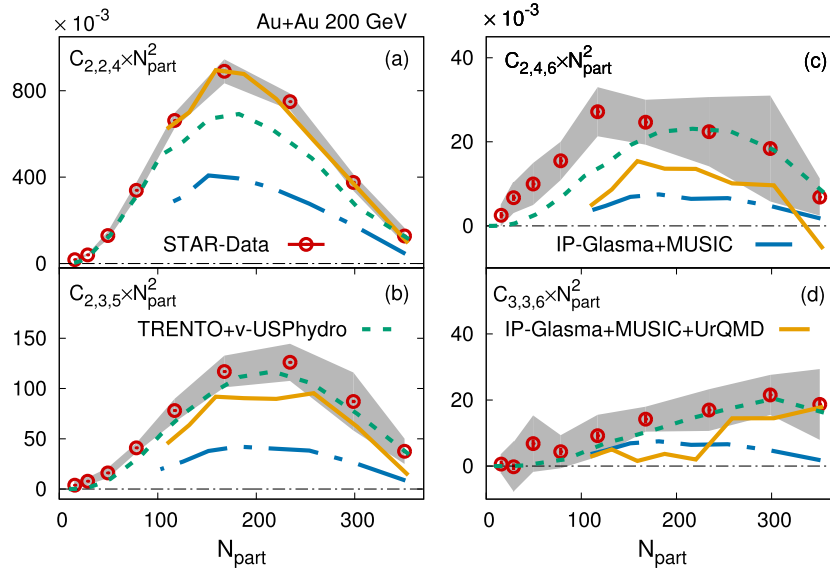 × 10⁻³ Au+Au 200 GeV × 10⁻³
C₂,₂,₄×N²part (a)
800
400
0
STAR-Data
C₂,₄,₆×N²part (c)
40
20
0
IP-Glasma+MUSIC
C₂,₃,₅×N²part (b)
TRENTO+v-USPhydro
150
100
50
0
0 100 200 300
Npart
C₃,₃,₆×N²part (d)
IP-Glasma+MUSIC+UrQMD
40
20
0
0 100 200 300
Npart